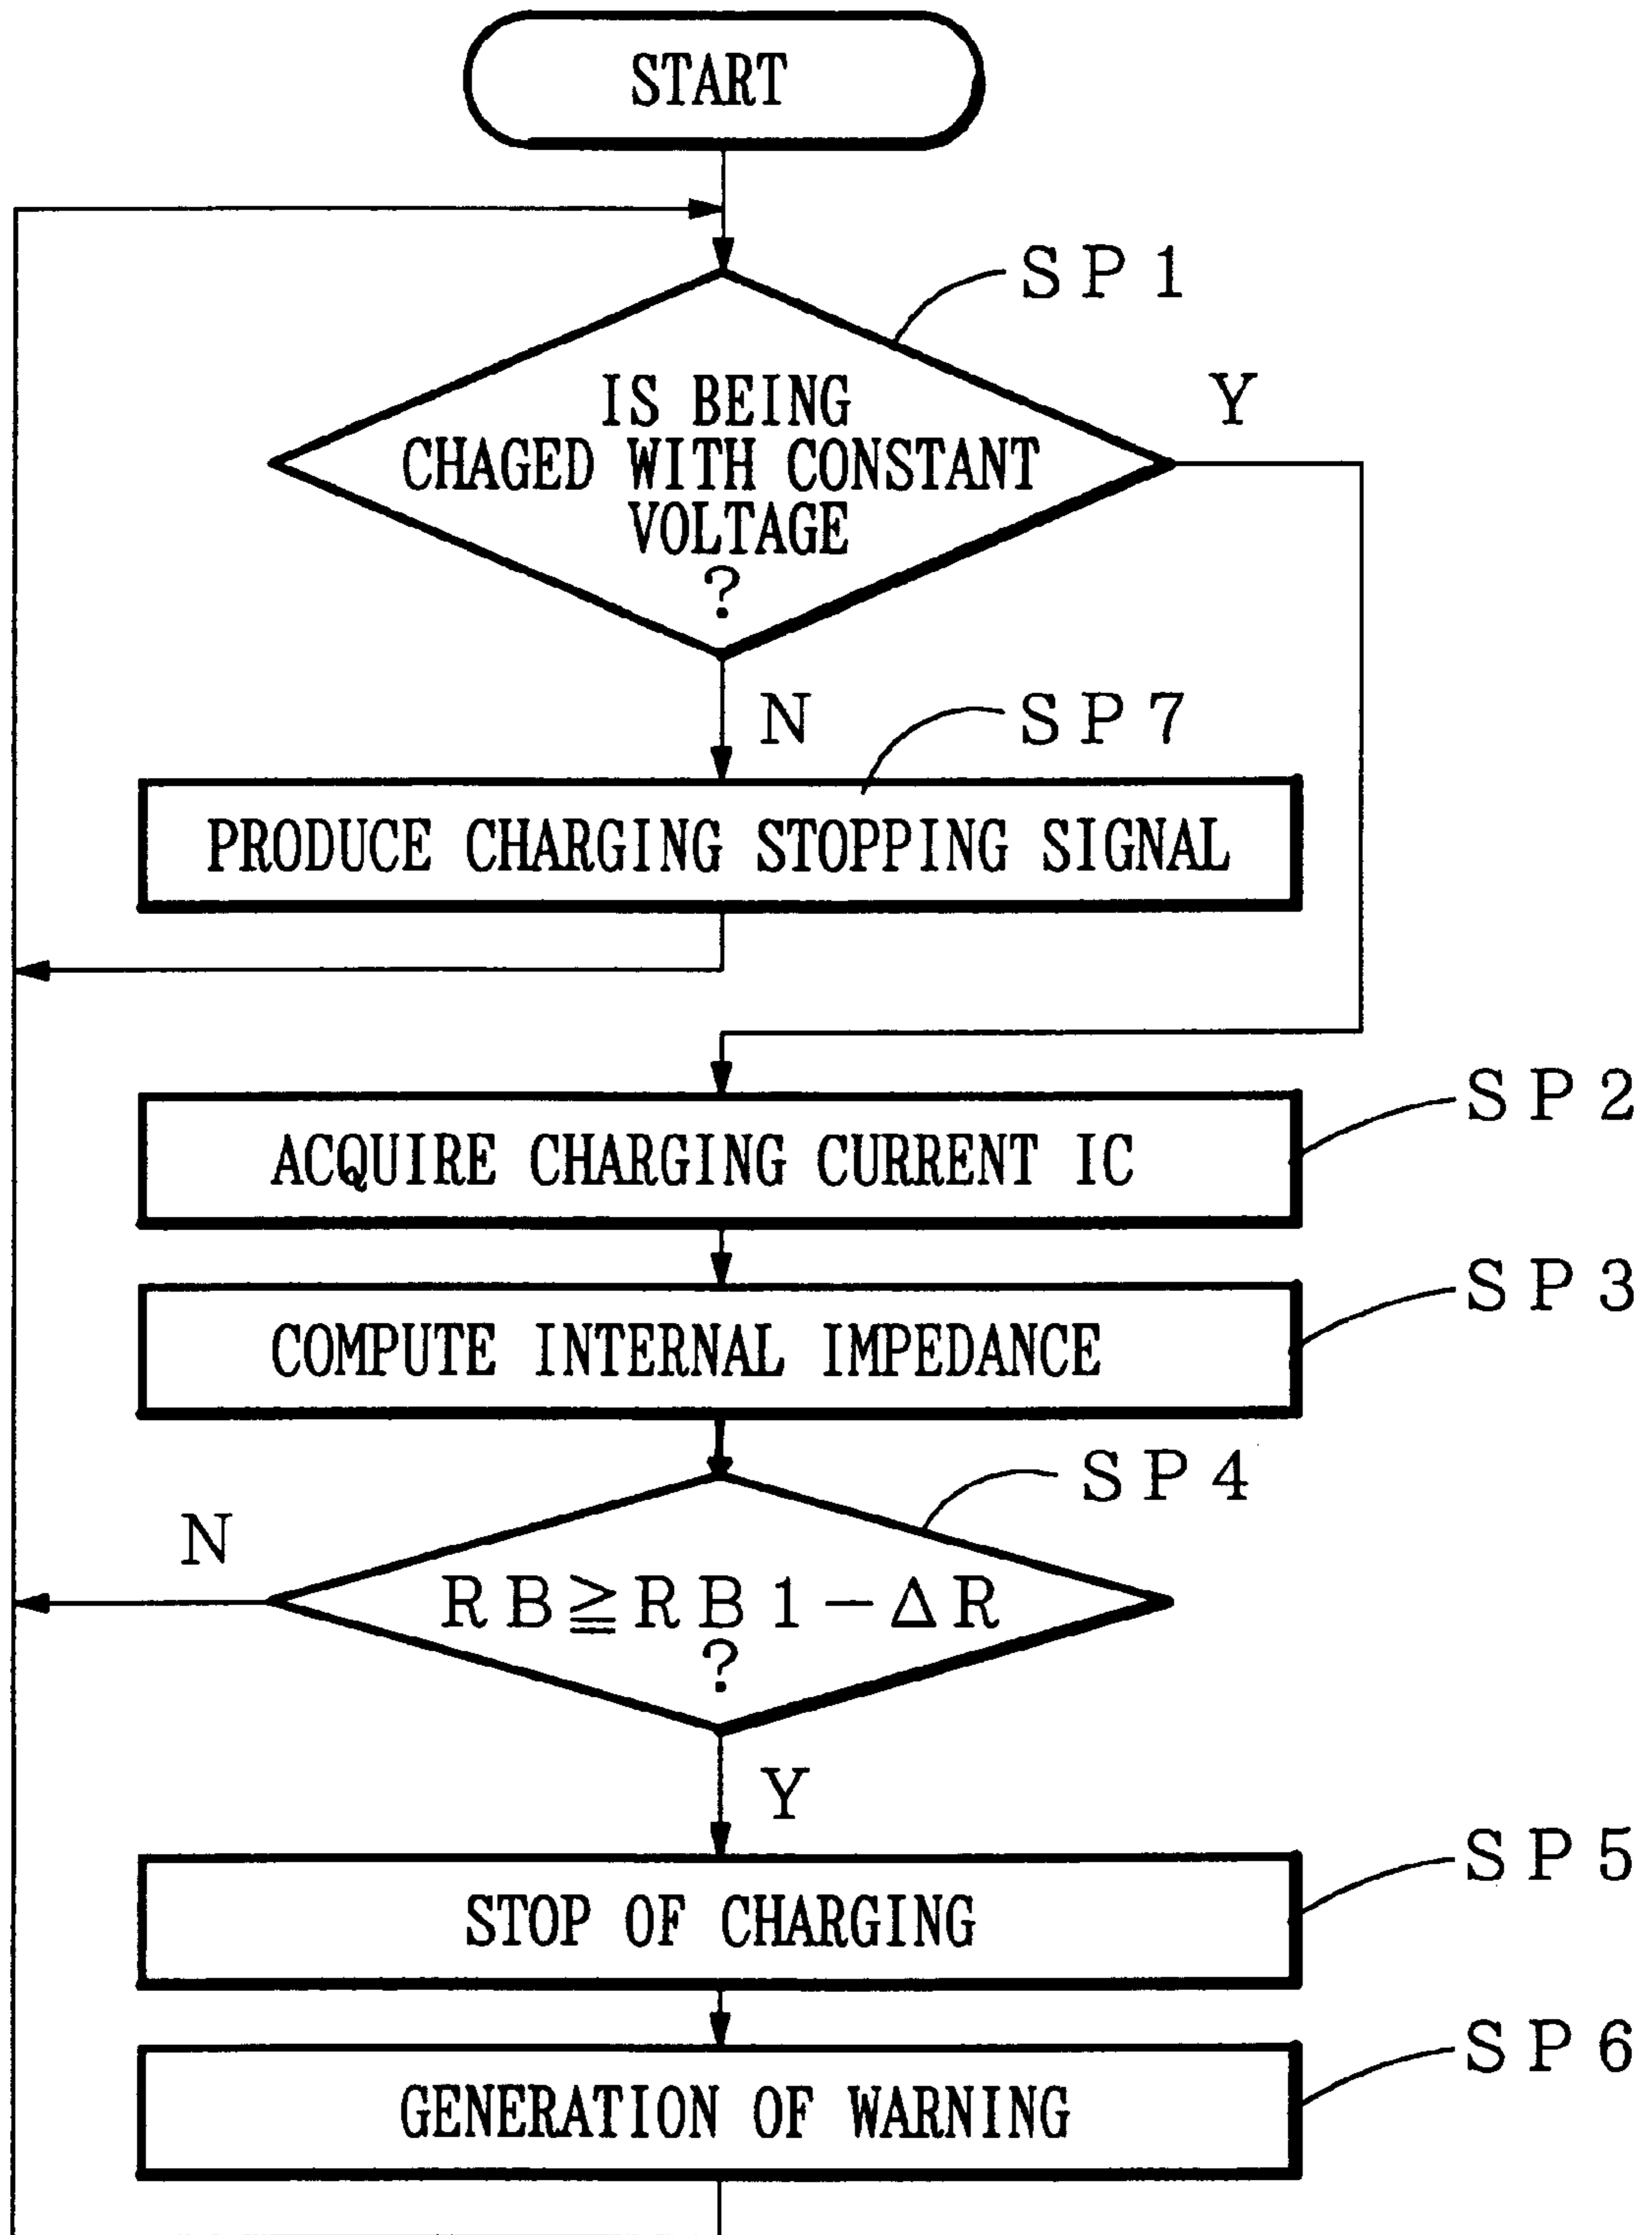 START
SP1
IS BEING
CHAGED WITH CONSTANT
VOLTAGE
?
Y
N
SP7
PRODUCE CHARGING STOPPING SIGNAL
SP2
ACQUIRE CHARGING CURRENT IC
SP3
COMPUTE INTERNAL IMPEDANCE
SP4
N
RB≧RB1-ΔR
?
Y
SP5
STOP OF CHARGING
SP6
GENERATION OF WARNING